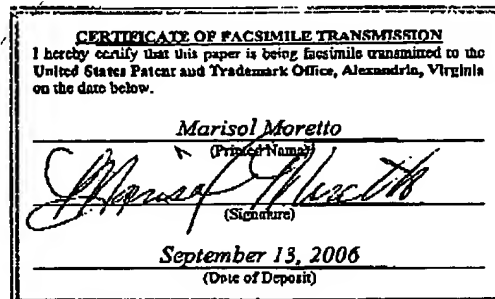 CERTIFICATE OF FACSIMILE TRANSMISSION
I hereby certify that this paper is being facsimile transmitted to the
United States Patent and Trademark Office, Alexandria, Virginia
on the date below.
Marisol Moretto
(Printed Name)
Marisol Moretto
(Signature)
September 13, 2006
(Date of Deposit)